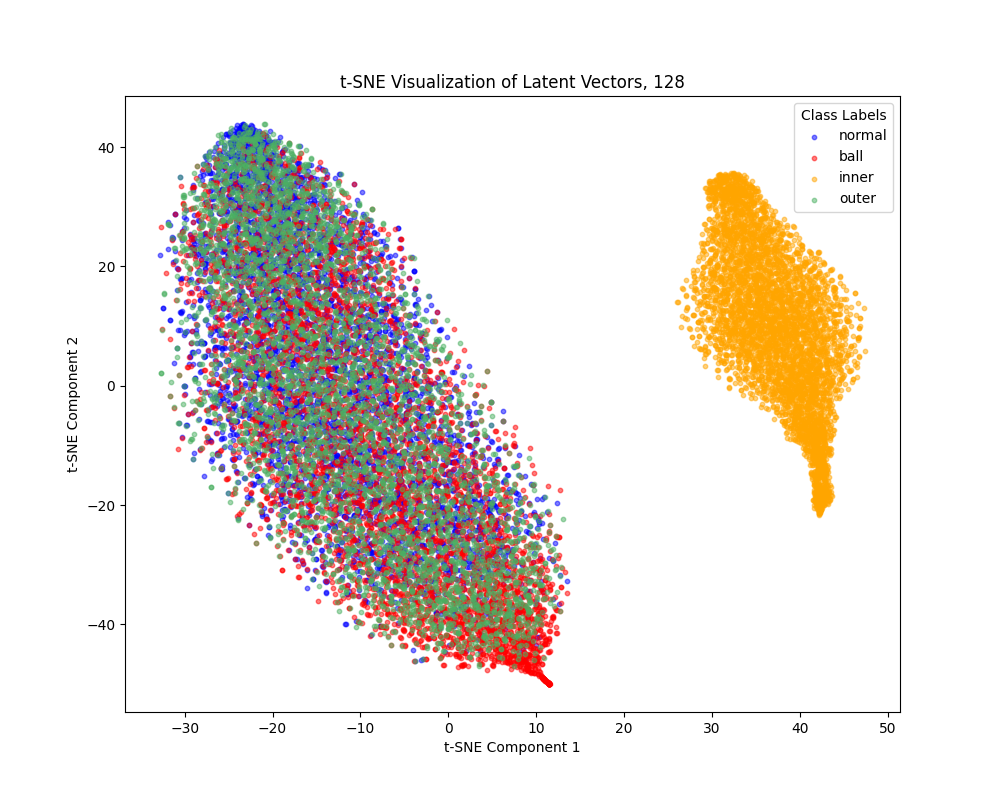 t-SNE Visualization of Latent Vectors, 128
Class Labels
normal
ball
inner
outer
40
20
0
−20
−40
t-SNE Component 2
−30
−20
−10
0
10
20
30
40
50
t-SNE Component 1